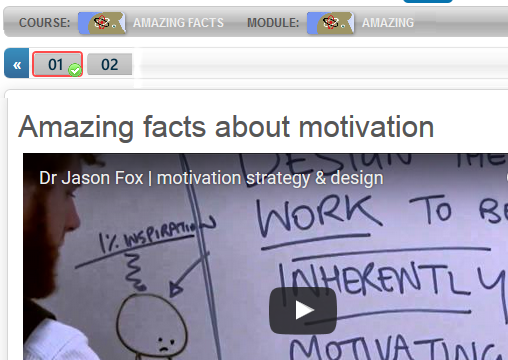 COURSE: AMAZING FACTS MODULE: AMAZING
« 01 02
Amazing facts about motivation
Dr Jason Fox | motivation strategy & design
DESIGN THE
WORK TO BE
INHERENTLY
MOTIVATING
1% INSPIRATION